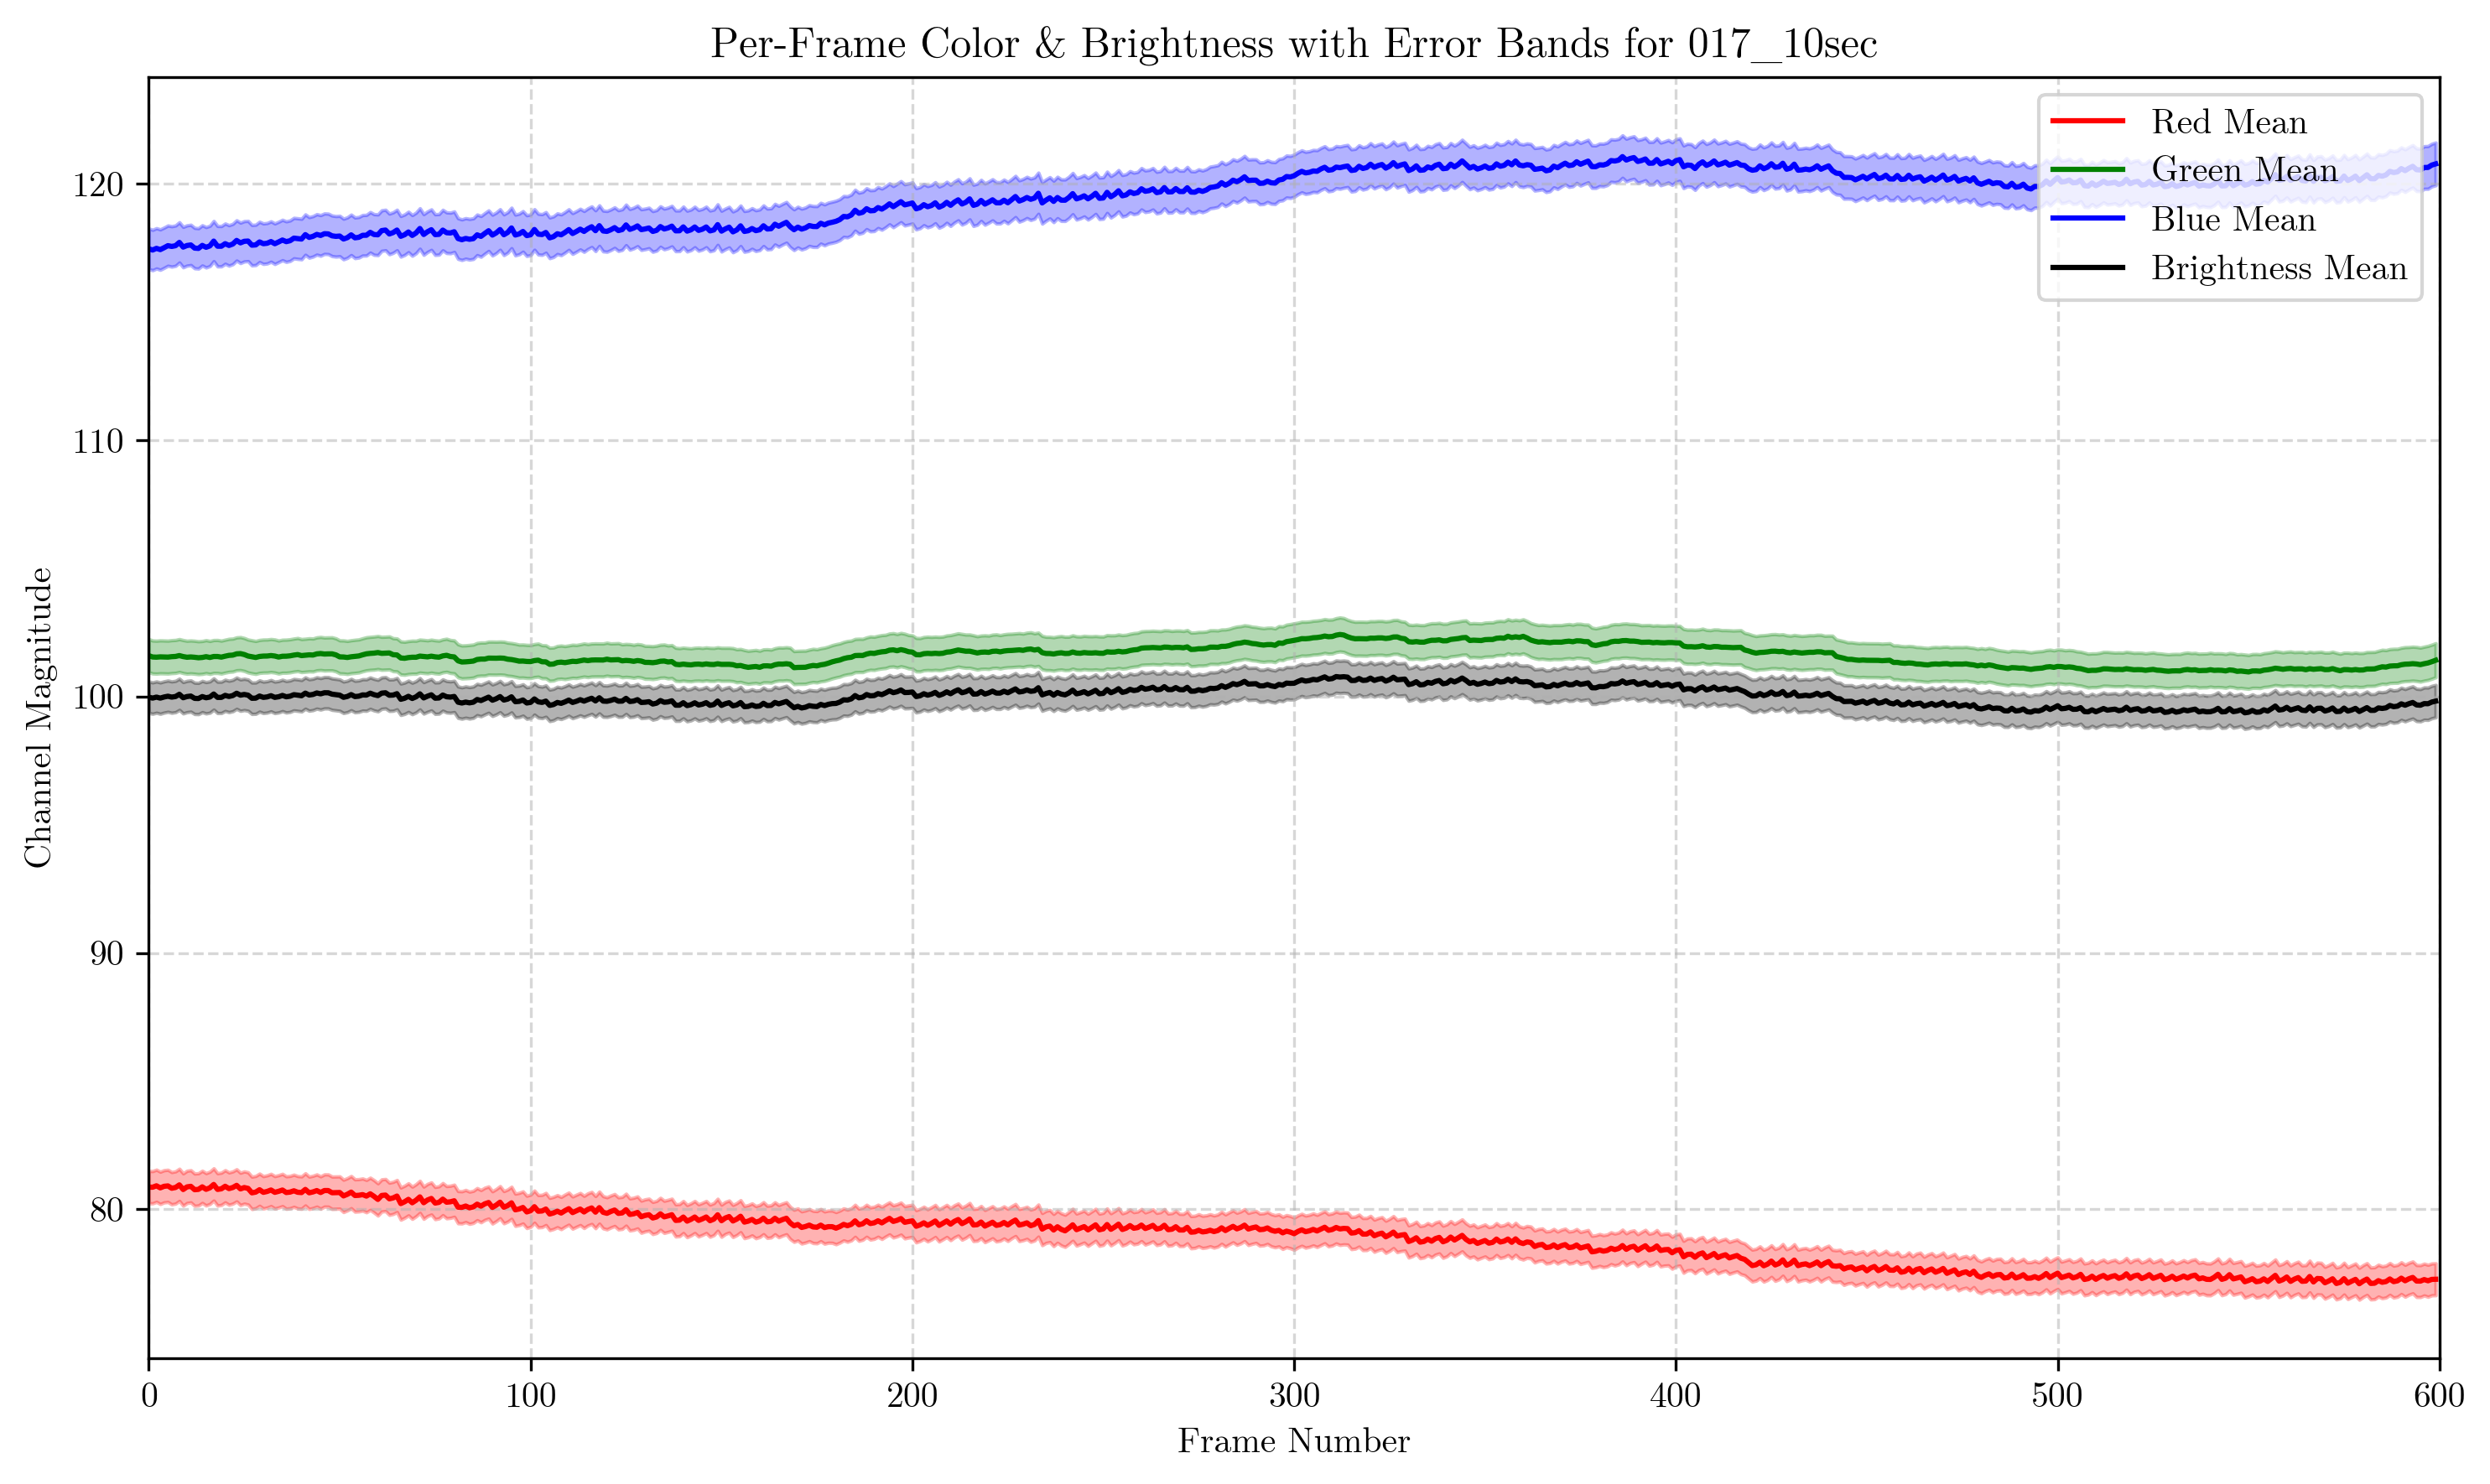 Per-Frame Color & Brightness with Error Bands for 017_10sec
Red Mean
Green Mean
Blue Mean
Brightness Mean
Channel Magnitude
120
110
100
90
80
0 100 200 300 400 500 600
Frame Number